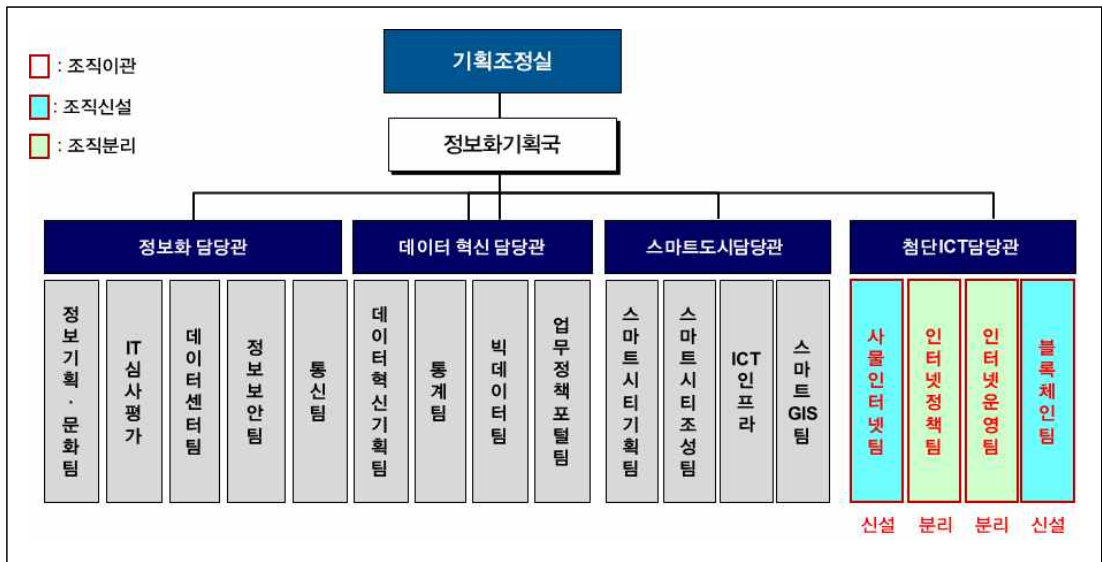 기획조정실
: 조직이관
: 조직신설
: 조직분리
정보화기획국
정보화 담당관
데이터 혁신 담당관
스마트도시담당관
첨단ICT담당관
정보기획·문화팀
IT심사평가
데이터센터팀
정보보안팀
통신팀
데이터혁신기획팀
통계팀
빅데이터팀
업무정책포털팀
스마트시티기획팀
스마트시티조성팀
ICT인프라
스마트GIS팀
사물인터넷팀
인터넷정책팀
인터넷운영팀
블록체인팀
신설
분리
분리
신설